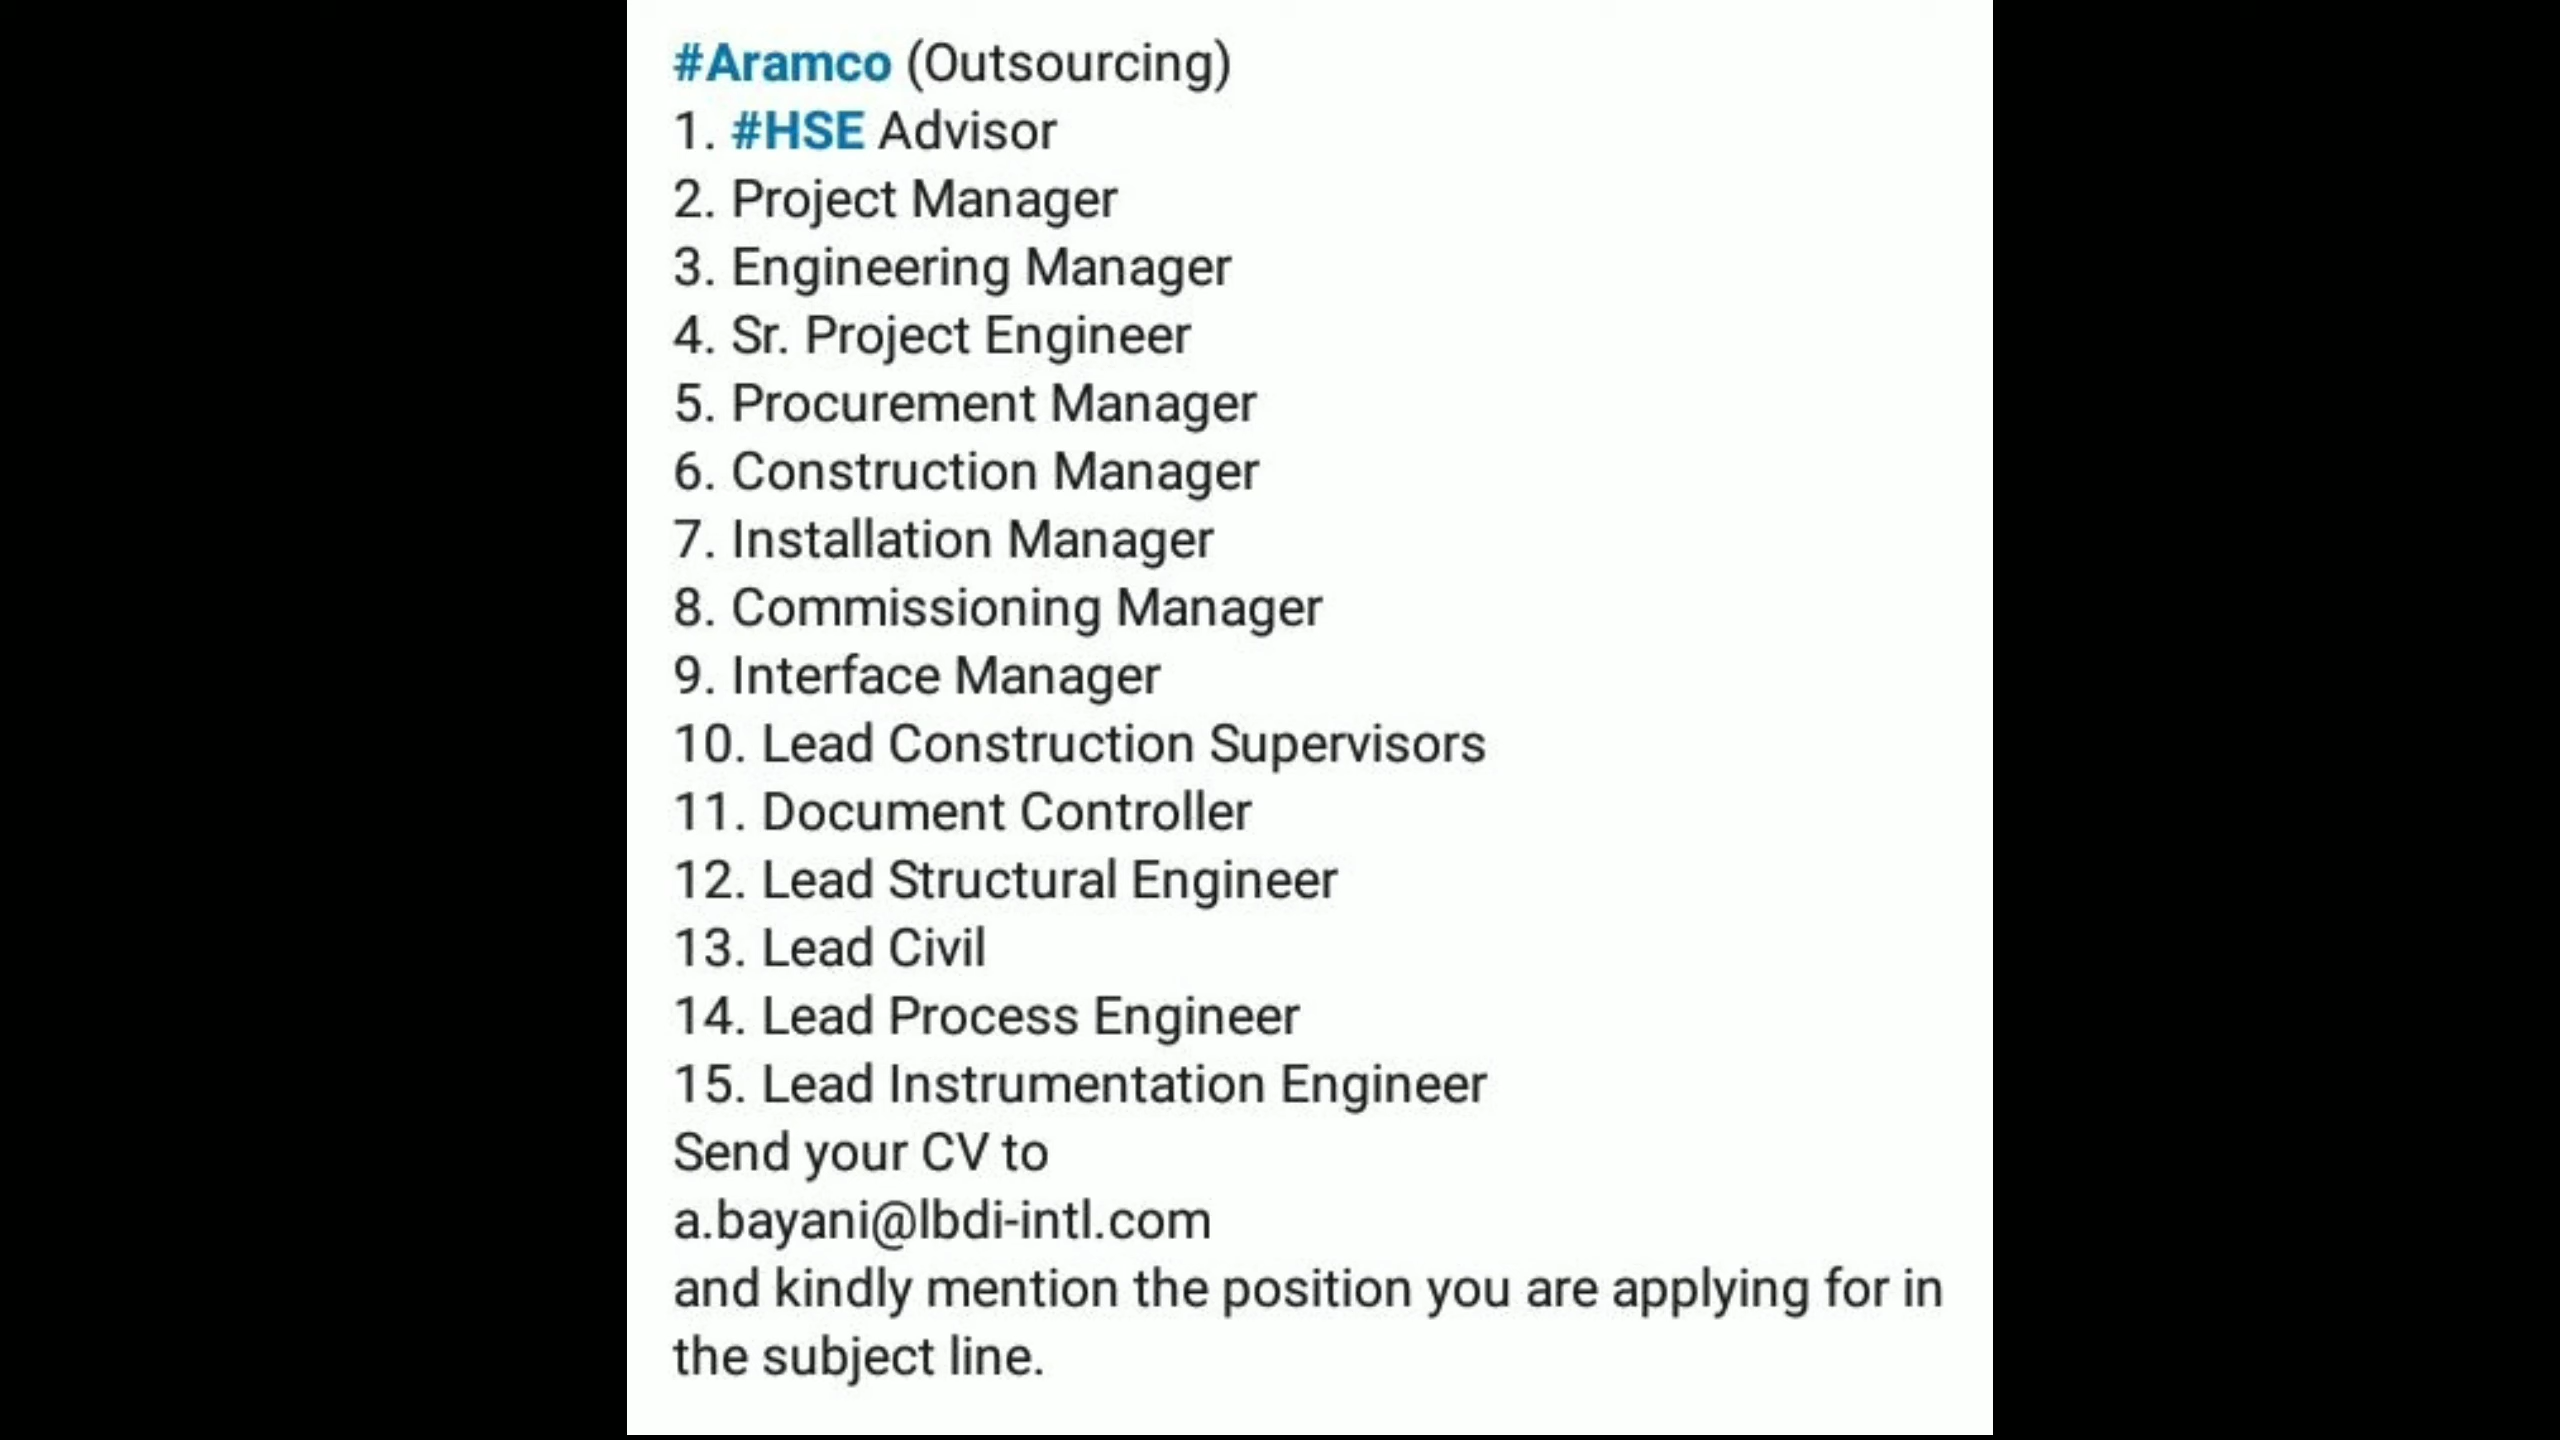 #Aramco (Outsourcing)
1. #HSE Advisor
2. Project Manager
3. Engineering Manager
4. Sr. Project Engineer
5. Procurement Manager
6. Construction Manager
7. Installation Manager
8. Commissioning Manager
9. Interface Manager
10. Lead Construction Supervisors
11. Document Controller
12. Lead Structural Engineer
13. Lead Civil
14. Lead Process Engineer
15. Lead Instrumentation Engineer
Send your CV to
a.bayani@lbdi-intl.com
and kindly mention the position you are applying for in
the subject line.